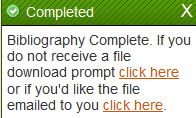 Completed X
Bibliography Complete. If you
do not receive a file
download prompt click here
or if you'd like the file
emailed to you click here.